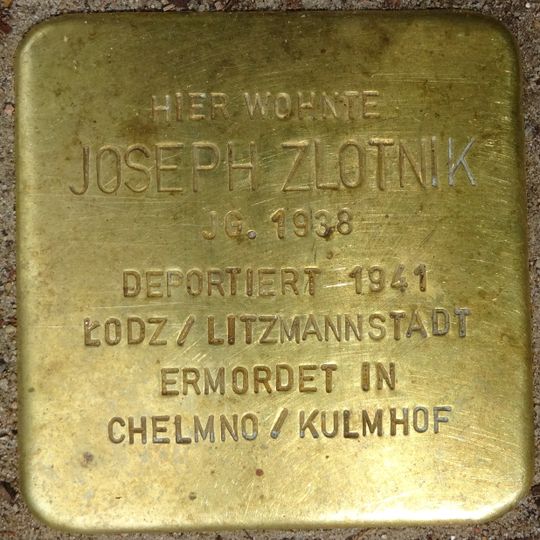 HIER WOHNTE
JOSEPH ZLOTNIK
JG. 1938
DEPORTIERT 1941
ŁODZ / LITZMANNSTADT
ERMORDET IN
CHELMNO / KULMHOF